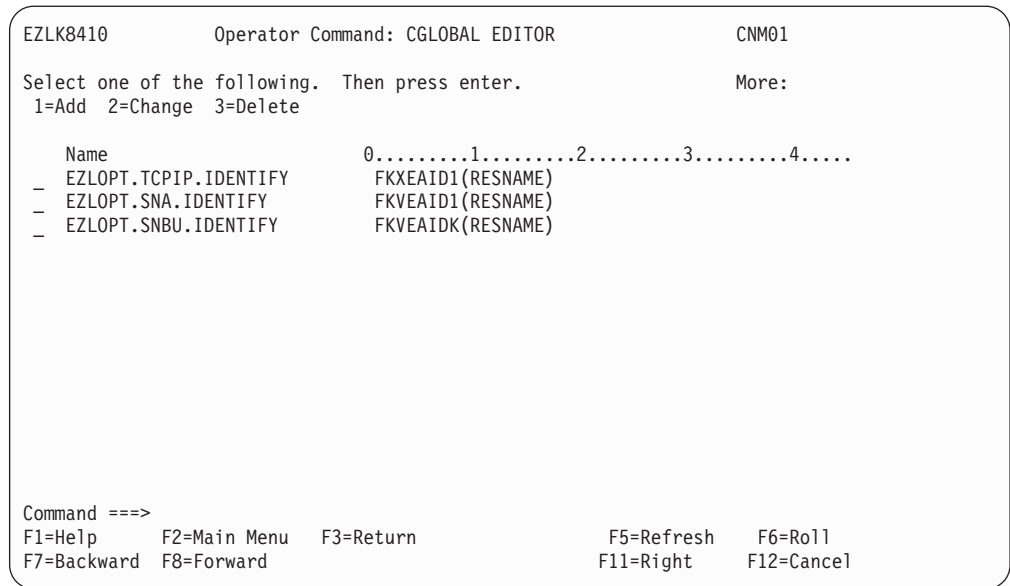 EZLK8410 Operator Command: CGLOBAL EDITOR CNM01
Select one of the following. Then press enter. More:
1=Add 2=Change 3=Delete
Name 0.........1.........2.........3.........4.....
_ EZLOPT.TCPIP.IDENTIFY FKXEAID1(RESNAME)
_ EZLOPT.SNA.IDENTIFY FKVEAID1(RESNAME)
_ EZLOPT.SNBU.IDENTIFY FKVEAIDK(RESNAME)
Command ===>
F1=Help F2=Main Menu F3=Return F5=Refresh F6=Roll
F7=Backward F8=Forward F11=Right F12=Cancel